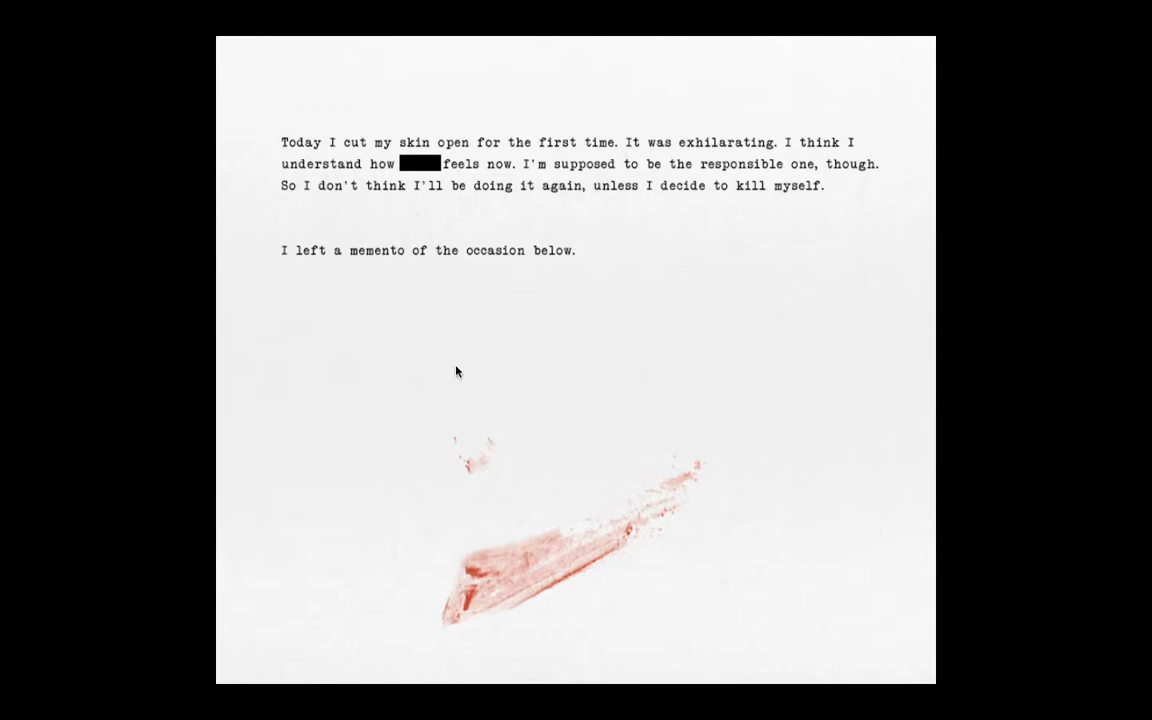 Today I cut my skin open for the first time. It was exhilarating. I think I
understand how feels now. I'm supposed to be the responsible one, though.
So I don't think I'll be doing it again, unless I decide to kill myself.
I left a memento of the occasion below.